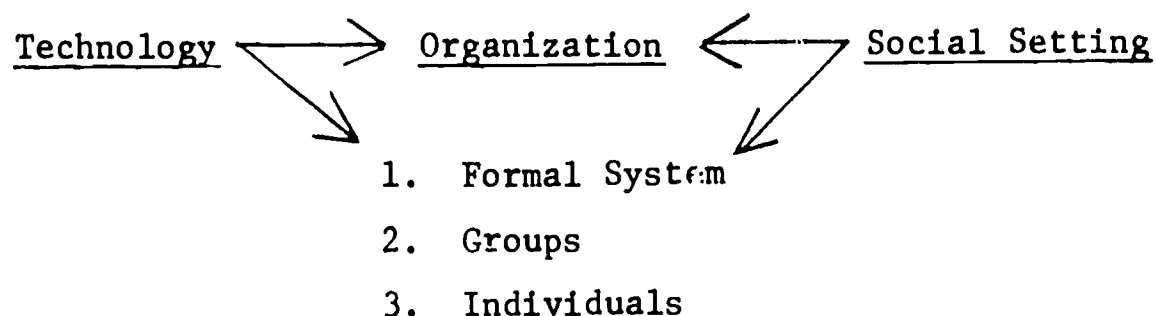 Technology Organization Social Setting
1. Formal System
2. Groups
3. Individuals